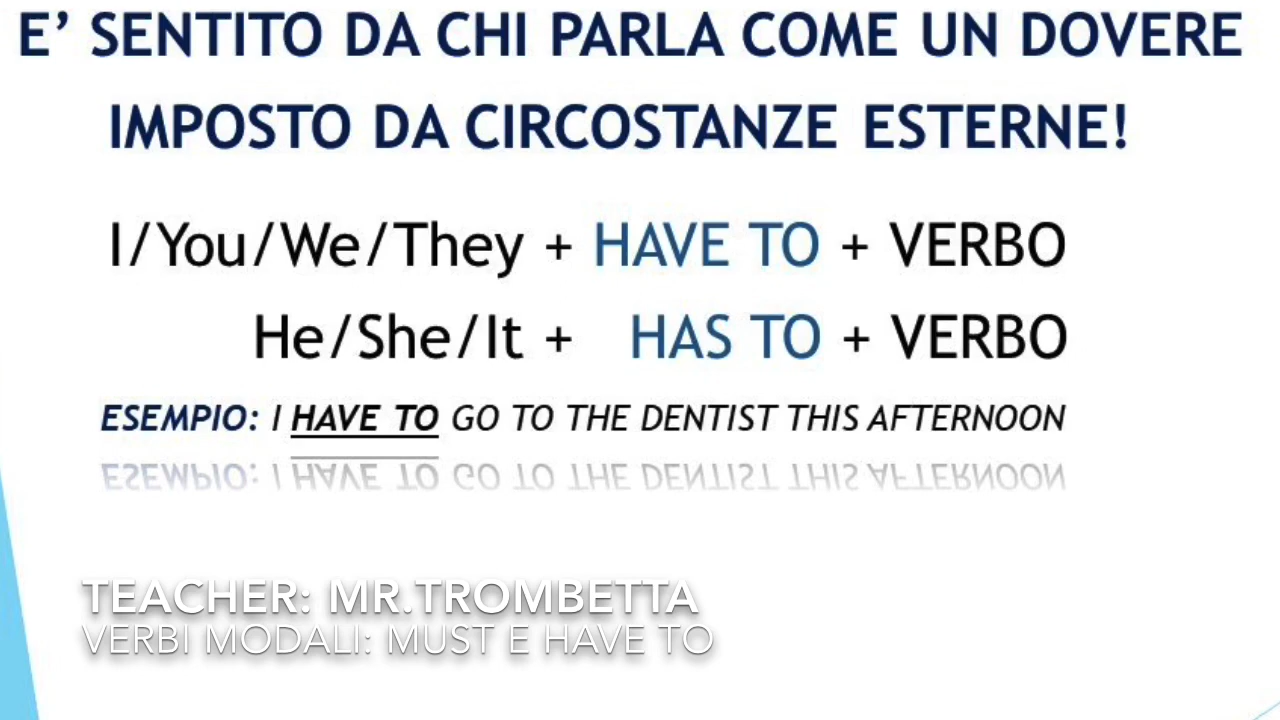 E' SENTITO DA CHI PARLA COME UN DOVERE
IMPOSTO DA CIRCOSTANZE ESTERNE!
I/You/We/They + HAVE TO + VERBO
He/She/It + HAS TO + VERBO
ESEMPIO: I HAVE TO GO TO THE DENTIST THIS AFTERNOON
TEACHER: MR.TROMBETTA
VERBI MODALI: MUST E HAVE TO